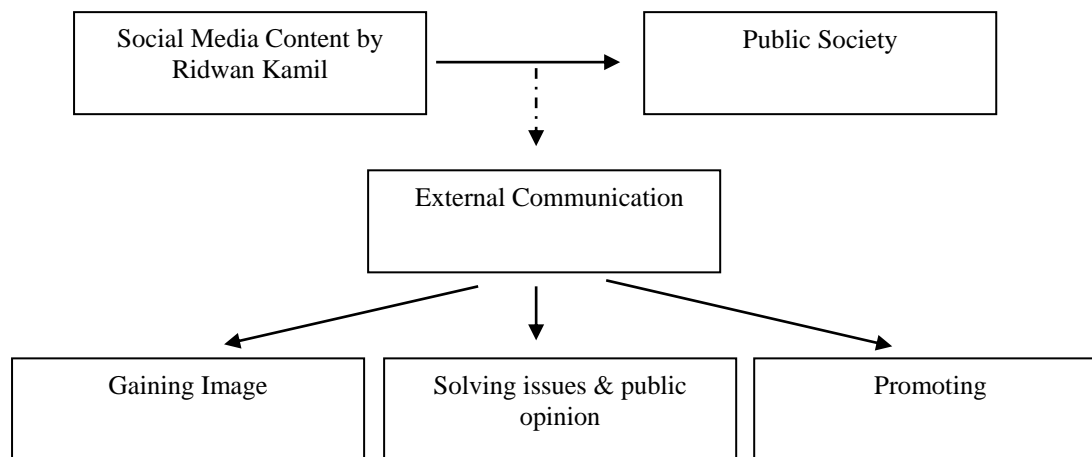 Social Media Content by
Ridwan Kamil
Public Society
External Communication
Gaining Image
Solving issues & public
opinion
Promoting